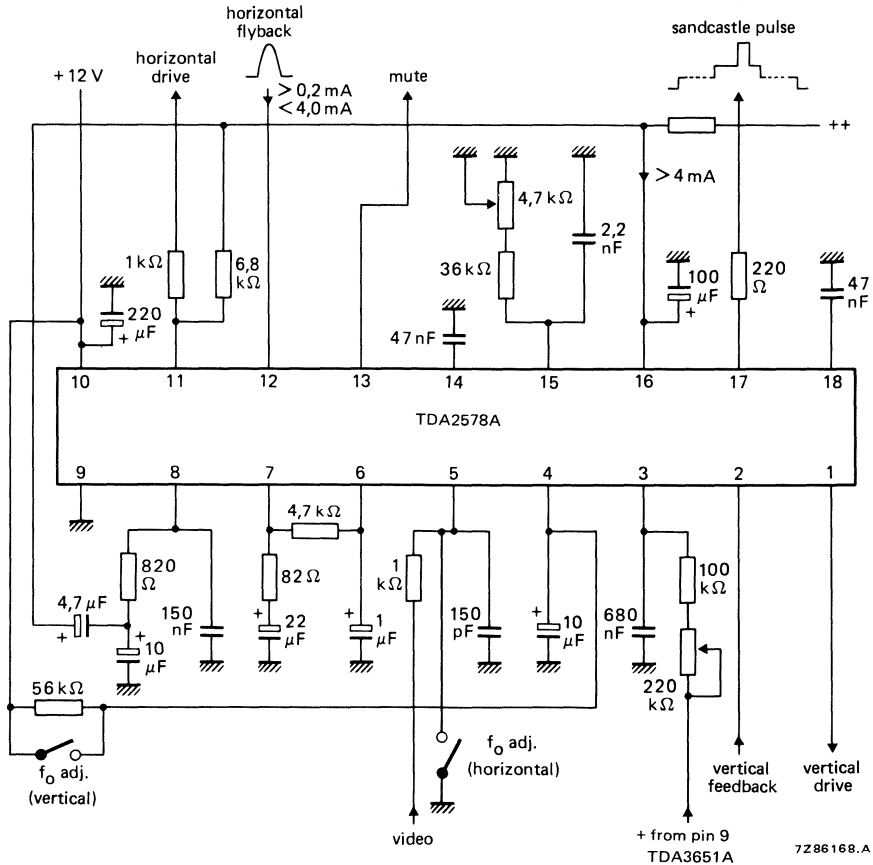 horizontal
flyback
sandcastle pulse
horizontal
drive
+ 12 V
> 0,2 mA
< 4,0 mA
mute
++
> 4 mA
4,7 kΩ
2,2
nF
1 kΩ
6,8
kΩ
36 kΩ
100
μF
+
220
Ω
47
nF
220
μF
+
47 nF
10
11
12
13
14
15
16
17
18
TDA2578A
9
8
7
6
5
4
3
2
1
4,7 kΩ
820
Ω
82 Ω
1
kΩ
100
kΩ
4,7 μF
+
150
nF
+
22
μF
+
1
μF
150
pF
+
10
μF
680
nF
+
10
μF
220
kΩ
56 kΩ
fo adj.
(vertical)
fo adj.
(horizontal)
vertical
feedback
vertical
drive
video
+ from pin 9
TDA3651A
7Z86168.A